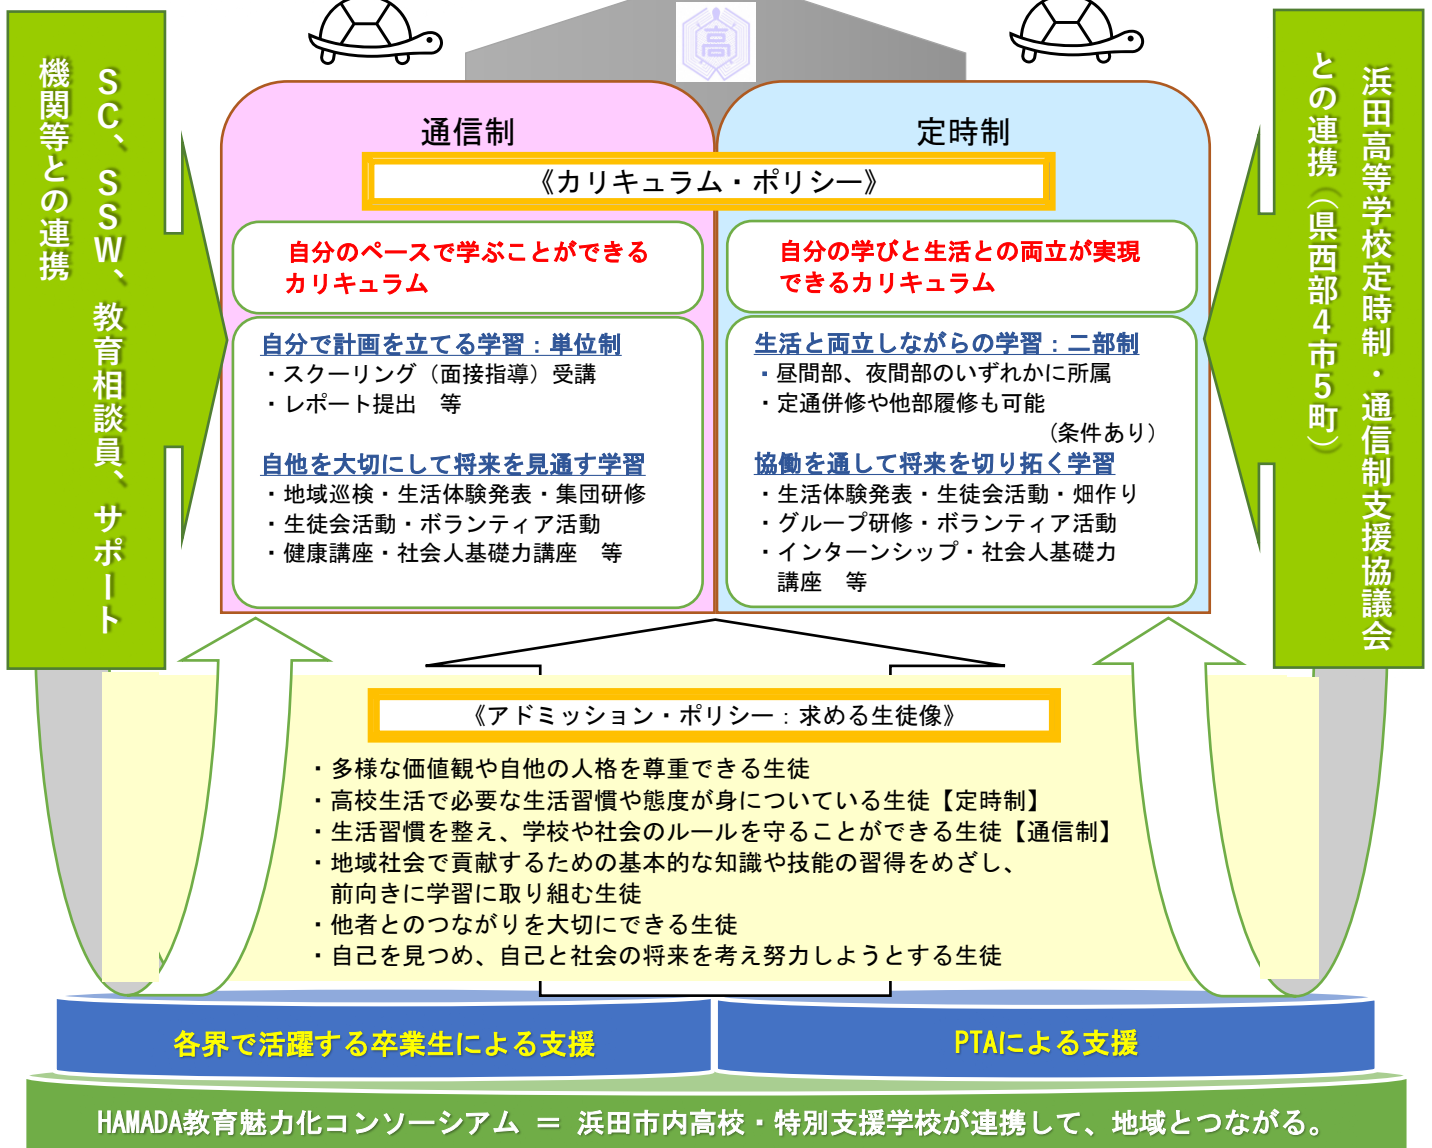 高
SC、SSW、教育相談員、サポート
機関等との連携
浜田高等学校定時制・通信制支援協議会
との連携（県西部4市5町）
通信制
定時制
《カリキュラム・ポリシー》
自分のペースで学ぶことができる
カリキュラム
自分で計画を立てる学習：単位制
・スクーリング（面接指導）受講
・レポート提出　等
自他を大切にして将来を見通す学習
・地域巡検・生活体験発表・集団研修
・生徒会活動・ボランティア活動
・健康講座・社会人基礎力講座　等
自分の学びと生活との両立が実現
できるカリキュラム
生活と両立しながらの学習：二部制
・昼間部、夜間部のいずれかに所属
・定通併修や他部履修も可能
（条件あり）
協働を通して将来を切り拓く学習
・生活体験発表・生徒会活動・畑作り
・グループ研修・ボランティア活動
・インターンシップ・社会人基礎力
講座　等
《アドミッション・ポリシー：求める生徒像》
・多様な価値観や自他の人格を尊重できる生徒
・高校生活で必要な生活習慣や態度が身についている生徒【定時制】
・生活習慣を整え、学校や社会のルールを守ることができる生徒【通信制】
・地域社会で貢献するための基本的な知識や技能の習得をめざし、
前向きに学習に取り組む生徒
・他者とのつながりを大切にできる生徒
・自己を見つめ、自己と社会の将来を考え努力しようとする生徒
各界で活躍する卒業生による支援
PTAによる支援
HAMADA教育魅力化コンソーシアム ＝ 浜田市内高校・特別支援学校が連携して、地域とつながる。